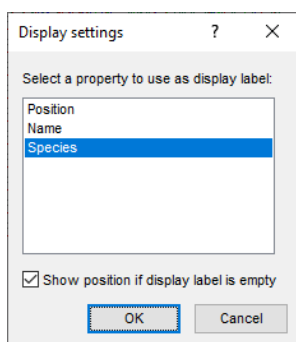 Display settings ?
Select a property to use as display label:
Position
Name
Species
Show position if display label is empty
OK Cancel